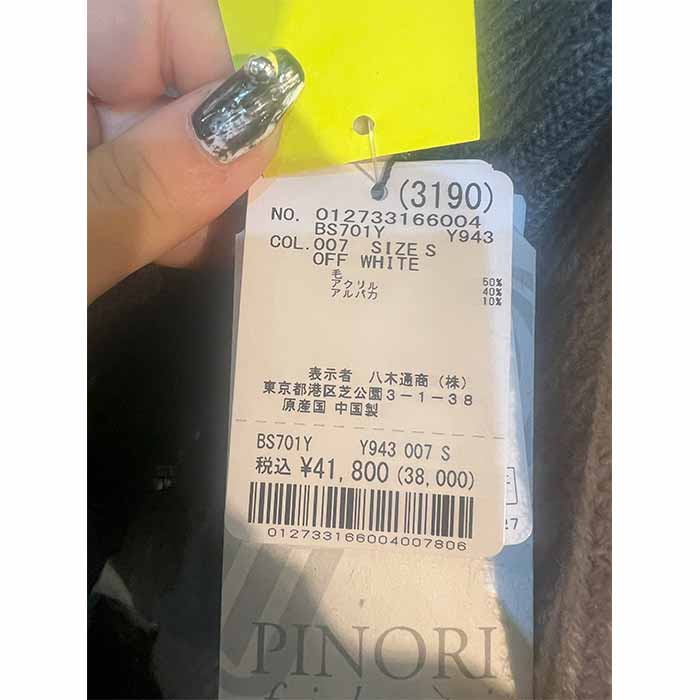 (3190)
NO. 012733166004
BS701Y Y943
COL.007 SIZE S
OFF WHITE
毛 50%
アクリル 40%
アルパカ 10%
表示者 八木通商(株)
東京都港区芝公園3-1-38
原産国 中国製
BS701Y Y943 007 S
税込 ¥41,800 (38,000)
012733166004007806
27
PINORI